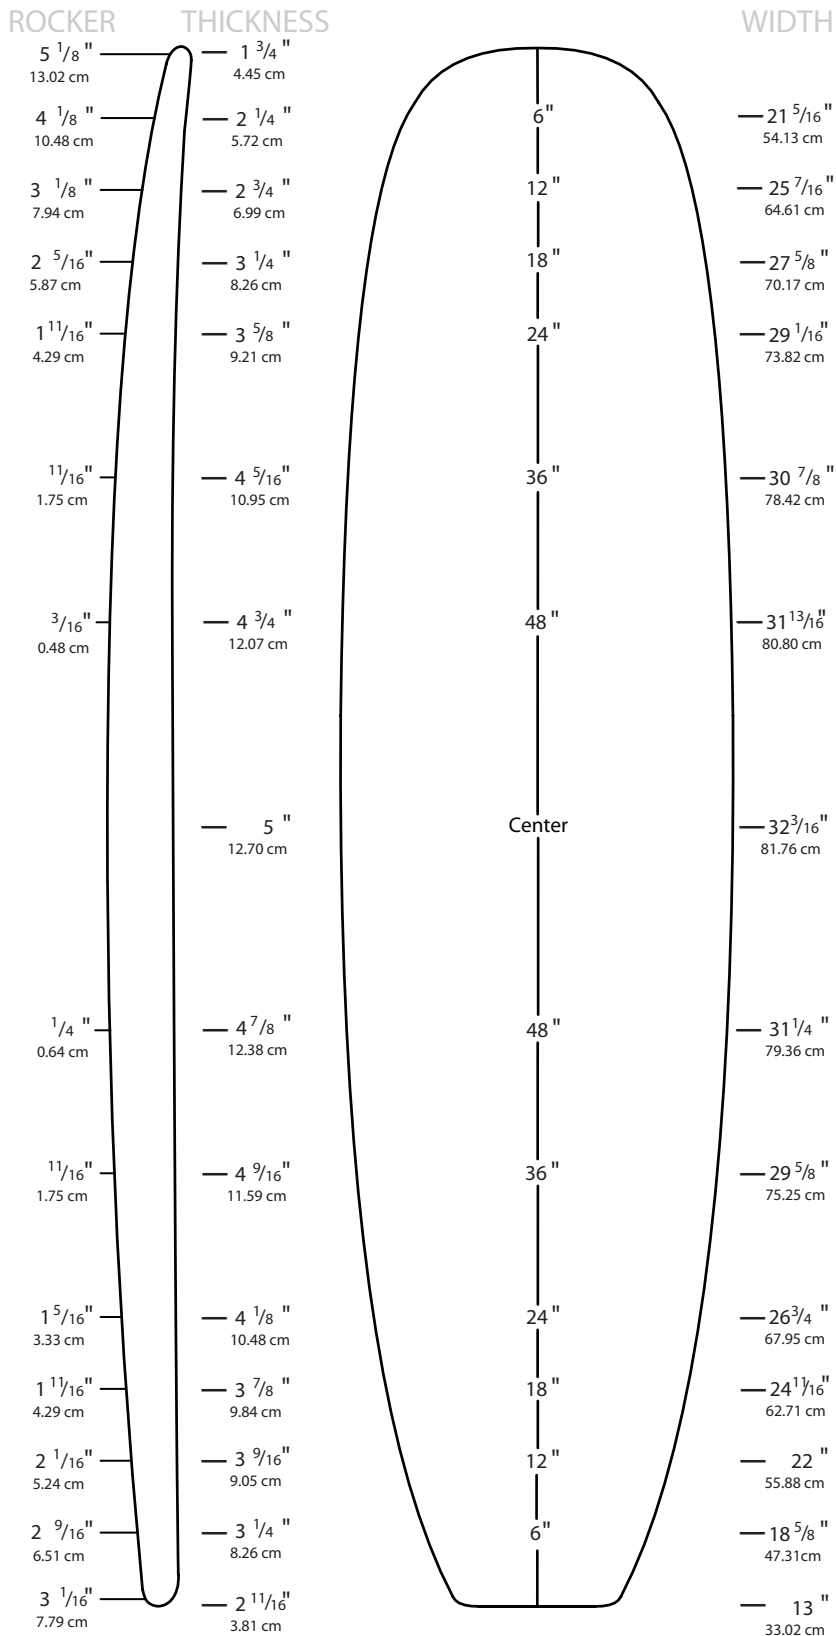 ROCKER THICKNESS WIDTH
5 1/8 " 1 3/4 "
13.02 cm 4.45 cm
4 1/8 " 2 1/4 " 6" 21 5/16 "
10.48 cm 5.72 cm 54.13 cm
3 1/8 " 2 3/4 " 12 " 25 7/16 "
7.94 cm 6.99 cm 64.61 cm
2 5/16" 3 1/4 " 18" 27 5/8 "
5.87 cm 8.26 cm 70.17 cm
1 11/16" 3 5/8 " 24 " 29 1/16"
4.29 cm 9.21 cm 73.82 cm
11/16" 4 5/16" 36 " 30 7/8 "
1.75 cm 10.95 cm 78.42 cm
3/16" 4 3/4 " 48" 31 13/16"
0.48 cm 12.07 cm 80.80 cm
5 " Center 32 3/16"
12.70 cm 81.76 cm
1/4 " 4 7/8 " 48 " 31 1/4 "
0.64 cm 12.38 cm 79.36 cm
11/16" 4 9/16" 36 " 29 5/8 "
1.75 cm 11.59 cm 75.25 cm
1 5/16" 4 1/8 " 24 " 26 3/4 "
3.33 cm 10.48 cm 67.95 cm
1 11/16" 3 7/8 " 18 " 24 11/16"
4.29 cm 9.84 cm 62.71 cm
2 1/16" 3 9/16" 12 " 22 "
5.24 cm 9.05 cm 55.88 cm
2 9/16" 3 1/4 " 6" 18 5/8 "
6.51 cm 8.26 cm 47.31cm
3 1/16" 2 11/16" 13 "
7.79 cm 3.81 cm 33.02 cm